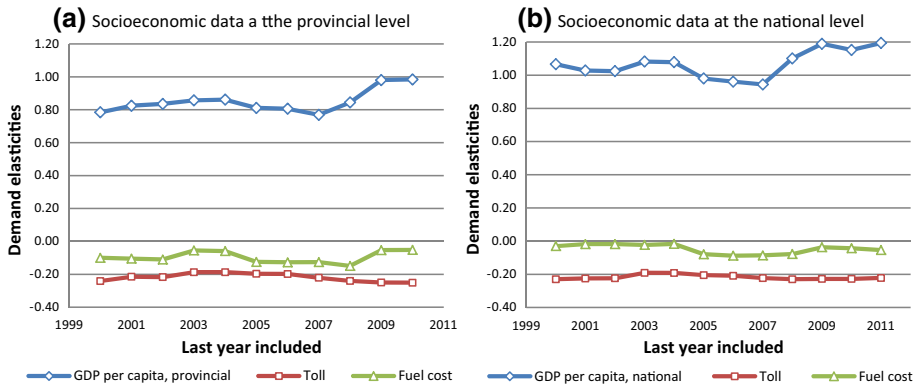 (a) Socioeconomic data a tthe provincial level
1.20
1.00
0.80
0.60
0.40
0.20
0.00
-0.20
-0.40
Demand elasticities
1999 2001 2003 2005 2007 2009 2011
Last year included
GDP per capita, provincial Toll Fuel cost
(b) Socioeconomic data at the national level
1.20
1.00
0.80
0.60
0.40
0.20
0.00
-0.20
-0.40
Demand elasticities
1999 2001 2003 2005 2007 2009 2011
Last year included
GDP per capita, national Toll Fuel cost